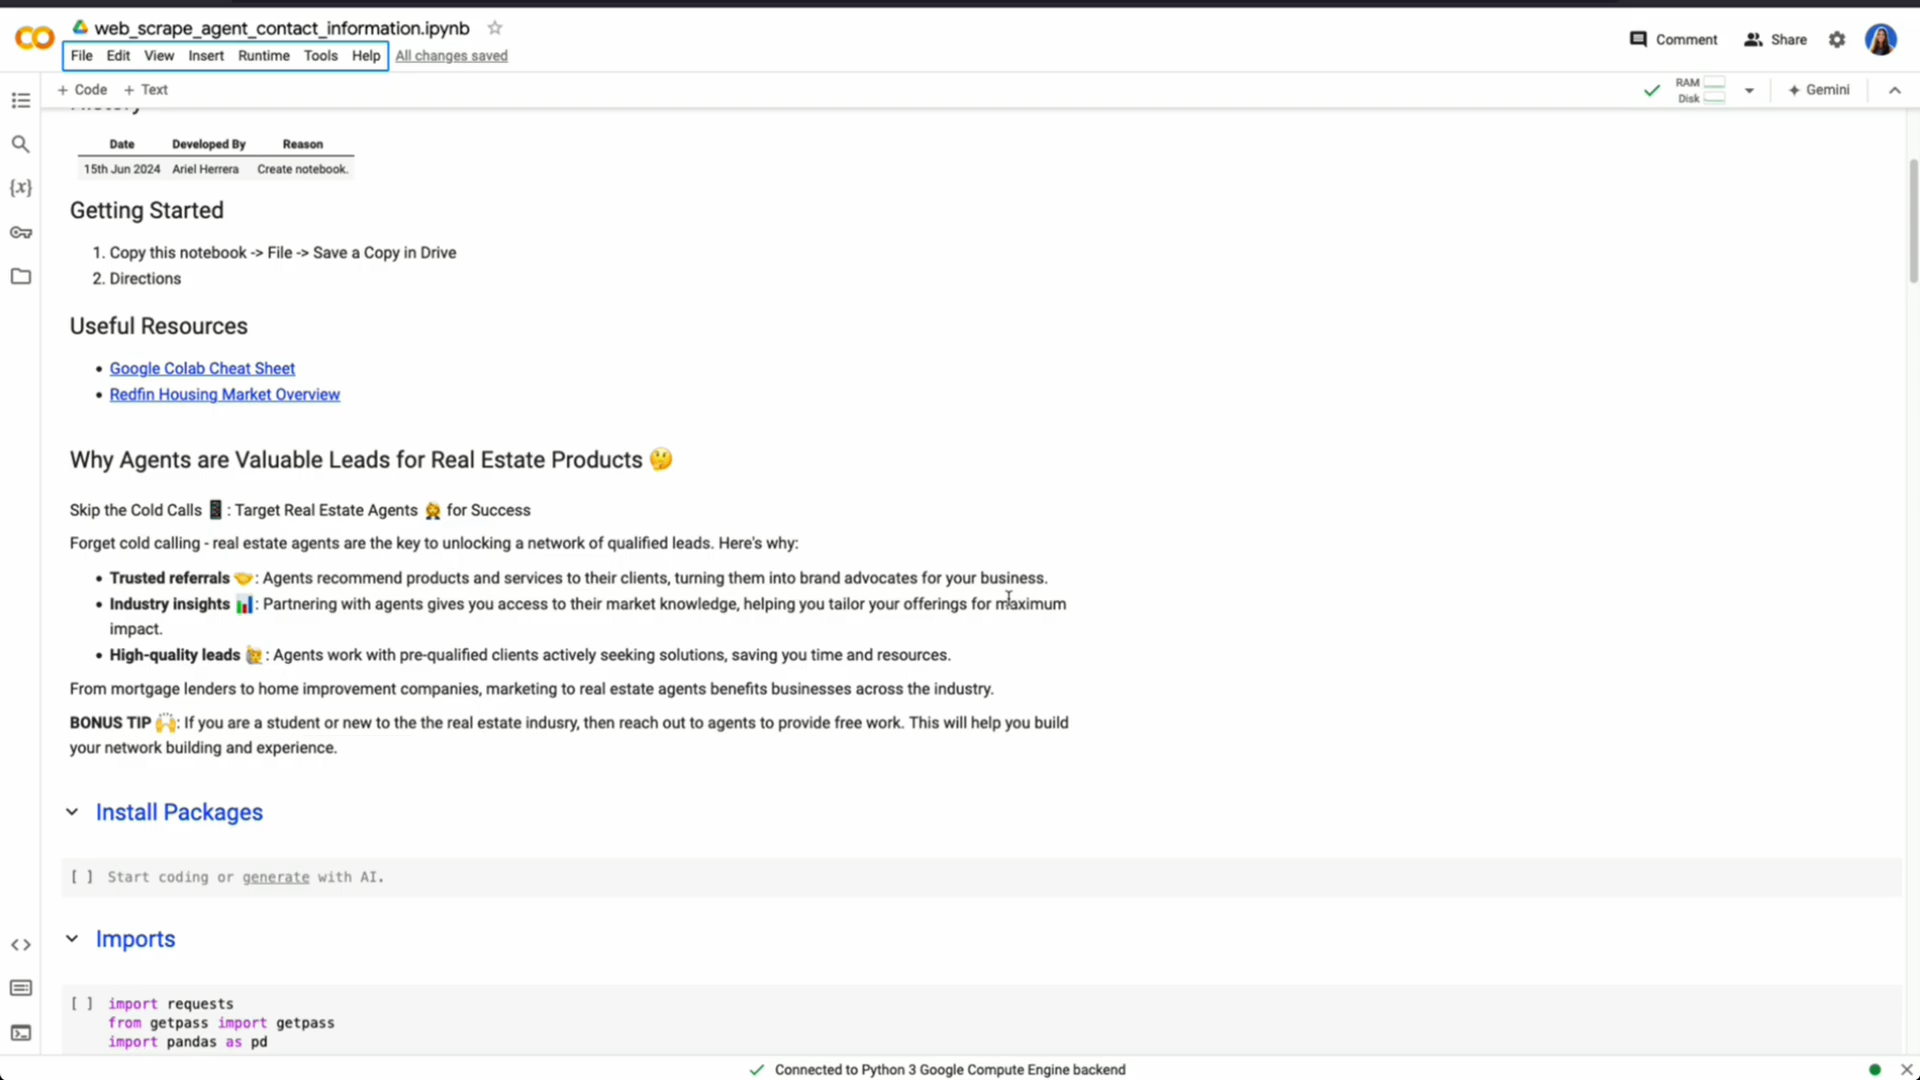 web_scrape_agent_contact_information.ipynb
File Edit View Insert Runtime Tools Help All changes saved
Comment Share
+ Code + Text
RAM
Disk
Gemini
History
Date Developed By Reason
15th Jun 2024 Ariel Herrera Create notebook.
Getting Started
1. Copy this notebook -> File -> Save a Copy in Drive
2. Directions
Useful Resources
• Google Colab Cheat Sheet
• Redfin Housing Market Overview
Why Agents are Valuable Leads for Real Estate Products 🤔
Skip the Cold Calls 📱: Target Real Estate Agents 🧑‍💼 for Success
Forget cold calling - real estate agents are the key to unlocking a network of qualified leads. Here's why:
• Trusted referrals 🤝: Agents recommend products and services to their clients, turning them into brand advocates for your business.
• Industry insights 📊: Partnering with agents gives you access to their market knowledge, helping you tailor your offerings for maximum
impact.
• High-quality leads 🙋: Agents work with pre-qualified clients actively seeking solutions, saving you time and resources.
From mortgage lenders to home improvement companies, marketing to real estate agents benefits businesses across the industry.
BONUS TIP 🙌: If you are a student or new to the the real estate indusry, then reach out to agents to provide free work. This will help you build
your network building and experience.
Install Packages
[ ] Start coding or generate with AI.
Imports
[ ] import requests
from getpass import getpass
import pandas as pd
Connected to Python 3 Google Compute Engine backend